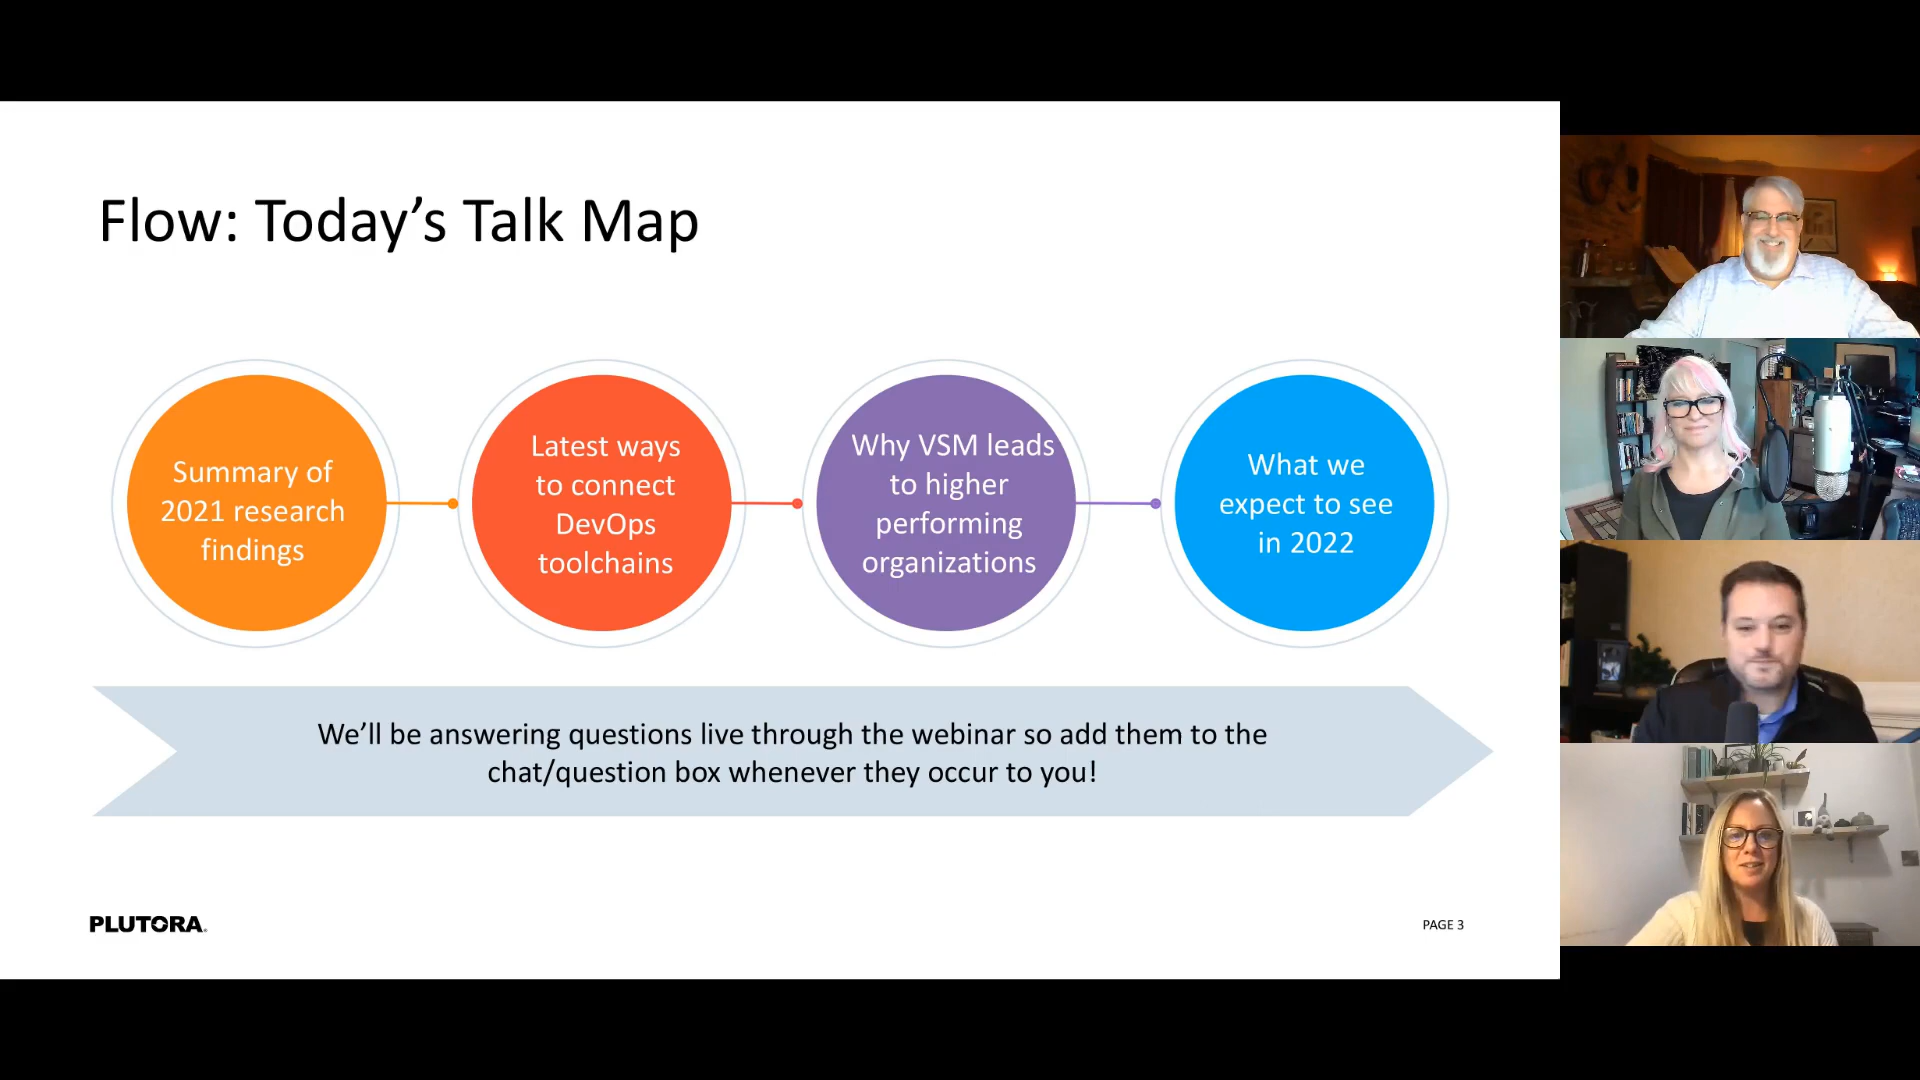 Flow: Today’s Talk Map
Summary of
2021 research
findings
Latest ways
to connect
DevOps
toolchains
Why VSM leads
to higher
performing
organizations
What we
expect to see
in 2022
We’ll be answering questions live through the webinar so add them to the
chat/question box whenever they occur to you!
PLUTORA
PAGE 3